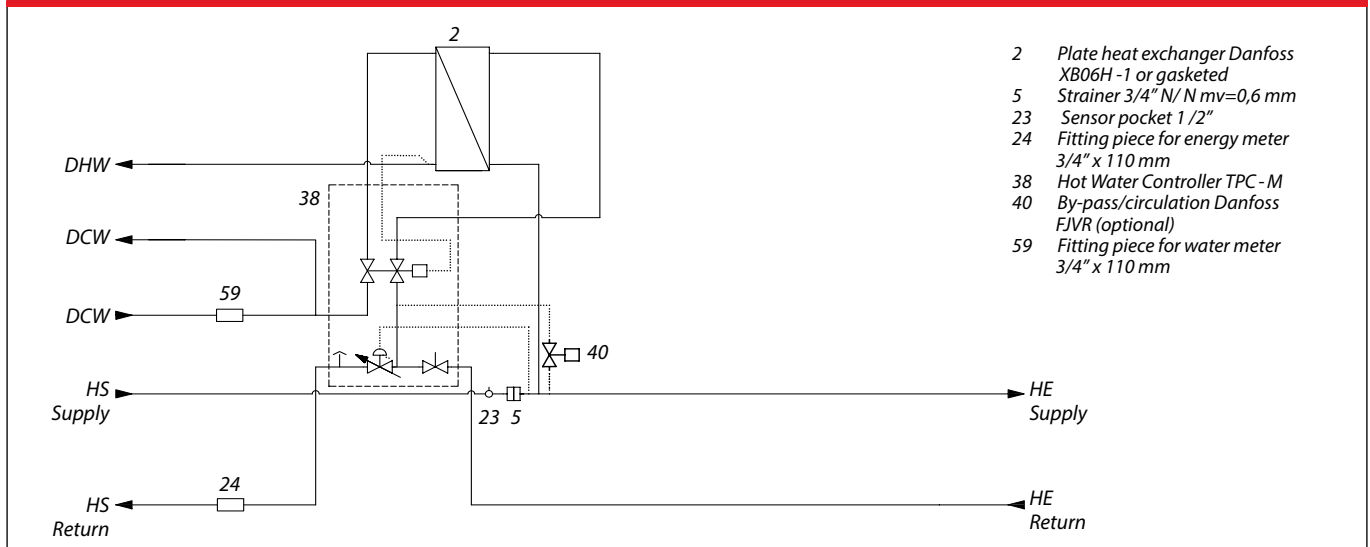 2
38
DHW
DCW
DCW
59
40
HS
Supply
23 5
HE
Supply
24
HS
Return
HE
Return
2 Plate heat exchanger Danfoss
XB06H -1 or gasketed
5 Strainer 3/4" N/ N mv=0,6 mm
23 Sensor pocket 1 /2"
24 Fitting piece for energy meter
3/4" x 110 mm
38 Hot Water Controller TPC - M
40 By-pass/circulation Danfoss
FJVR (optional)
59 Fitting piece for water meter
3/4" x 110 mm